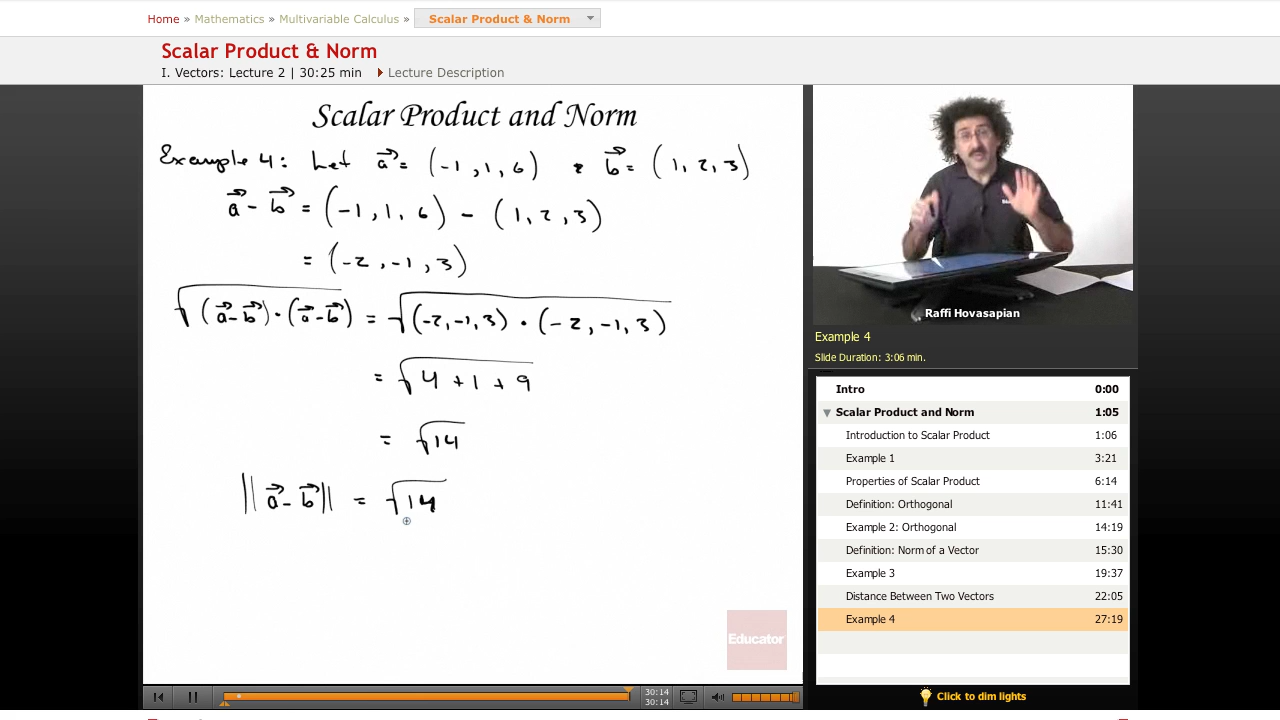 Home » Mathematics » Multivariable Calculus » Scalar Product & Norm
Scalar Product & Norm
I. Vectors: Lecture 2 | 30:25 min Lecture Description
Scalar Product and Norm
Example 4: Let a⃗ = (-1, 1, 6) & b⃗ = (1, 2, 3)
a⃗ - b⃗ = (-1, 1, 6) - (1, 2, 3)
= (-2, -1, 3)
√((a⃗-b⃗)·(a⃗-b⃗)) = √((-2,-1,3)·(-2,-1,3))
= √(4+1+9)
= √14
||a⃗-b⃗|| = √14
Educator
30:14
30:14
Raffi Hovasapian
Example 4
Slide Duration: 3:06 min.
Intro 0:00
Scalar Product and Norm 1:05
Introduction to Scalar Product 1:06
Example 1 3:21
Properties of Scalar Product 6:14
Definition: Orthogonal 11:41
Example 2: Orthogonal 14:19
Definition: Norm of a Vector 15:30
Example 3 19:37
Distance Between Two Vectors 22:05
Example 4 27:19
Click to dim lights